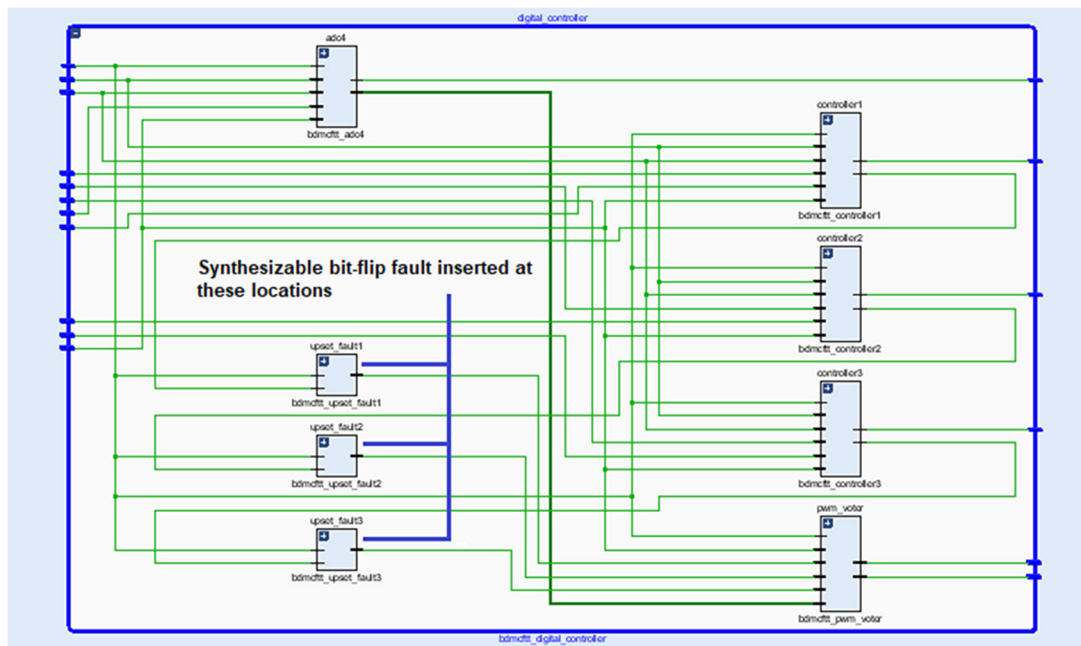 digital_controller
adc4
bdmcftt_adc4
controller1
bdmcftt_controller1
controller2
bdmcftt_controller2
Synthesizable bit-flip fault inserted at
these locations
upset_fault1
bdmcftt_upset_fault1
controller3
bdmcftt_controller3
upset_fault2
bdmcftt_upset_fault2
upset_fault3
bdmcftt_upset_fault3
pwm_voter
bdmcftt_pwm_voter
bdmcftt_digital_controller